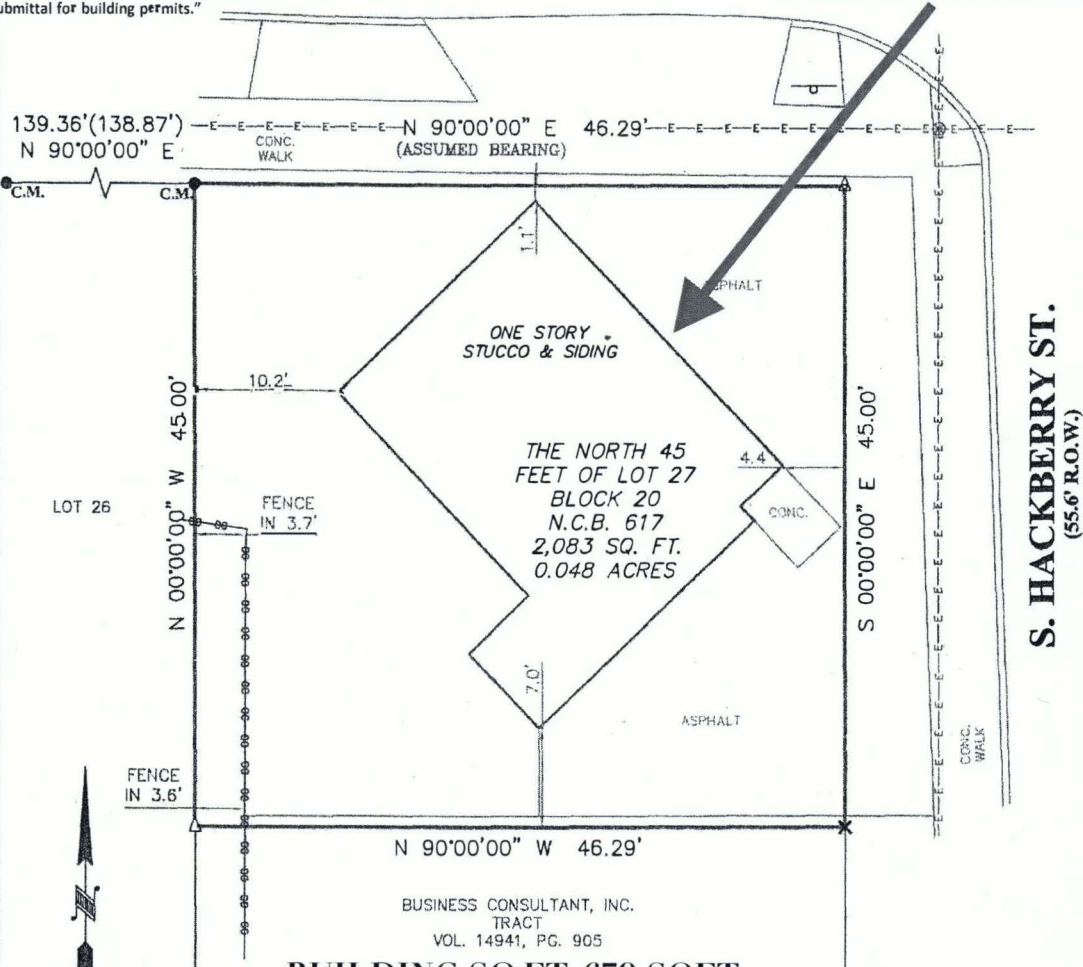 ubmittal for building permits."
139.36'(138.87')
N 90°00'00" E
CONC.
WALK
E E E E N 90°00'00" E 46.29' E E E E E E E E E
(ASSUMED BEARING)
C.M.
C.M.
1.1'
ASPHALT
ONE STORY
STUCCO & SIDING
10.2'
N 00°00'00" W 45.00'
S 00°00'00" E 45.00'
S. HACKBERRY ST.
(55.6' R.O.W.)
THE NORTH 45
FEET OF LOT 27
BLOCK 20
N.C.B. 617
2,083 SQ. FT.
0.048 ACRES
4.4'
CONC.
LOT 26
FENCE
IN 3.7'
7.0'
ASPHALT
CONC.
WALK
FENCE
IN 3.6'
N 90°00'00" W 46.29'
N
BUSINESS CONSULTANT, INC.
TRACT
VOL. 14941, PG. 905